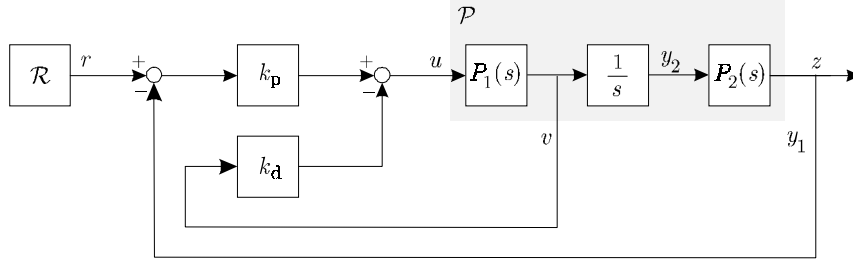 𝒫
ℛ
r
+
−
k_p
+
−
u
P_1(s)
1/s
y_2
P_2(s)
z
k_d
v
y_1